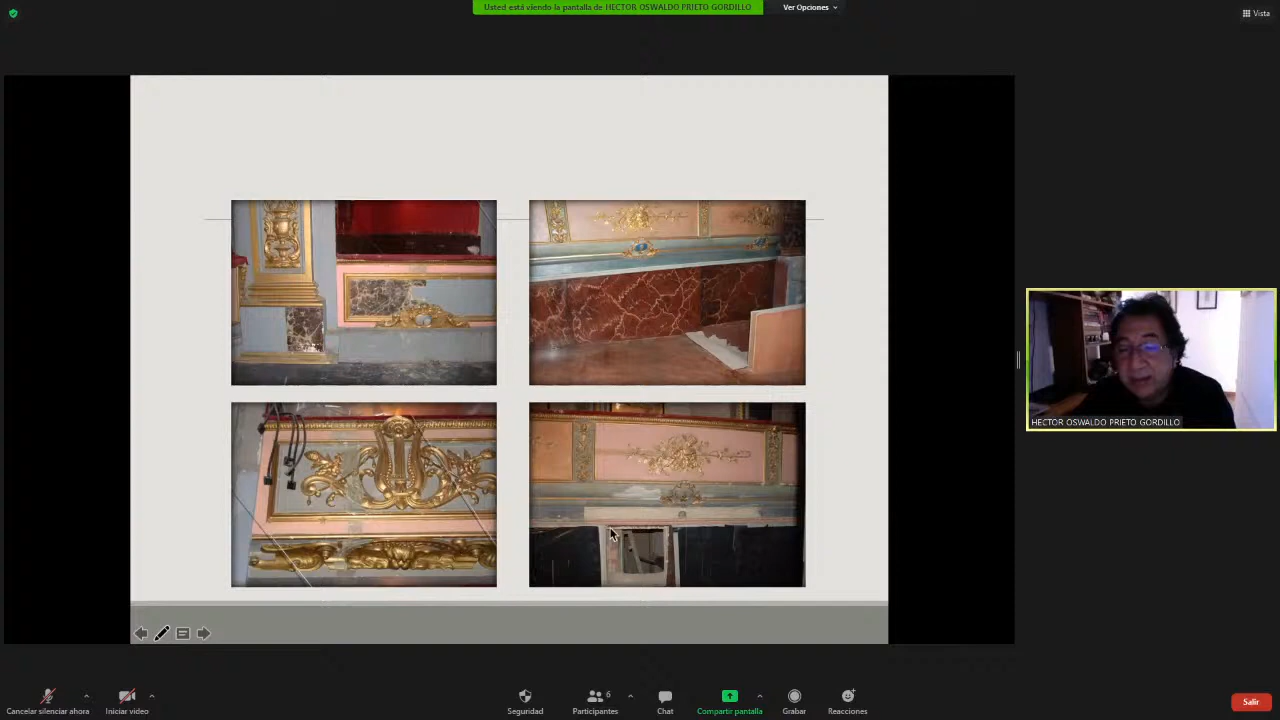 Usted está viendo la pantalla de HECTOR OSWALDO PRIETO GORDILLO
Ver Opciones
Vista
HECTOR OSWALDO PRIETO GORDILLO
Cancelar silenciar ahora
Iniciar video
Seguridad
Participantes
6
Chat
Compartir pantalla
Grabar
Reacciones
Salir